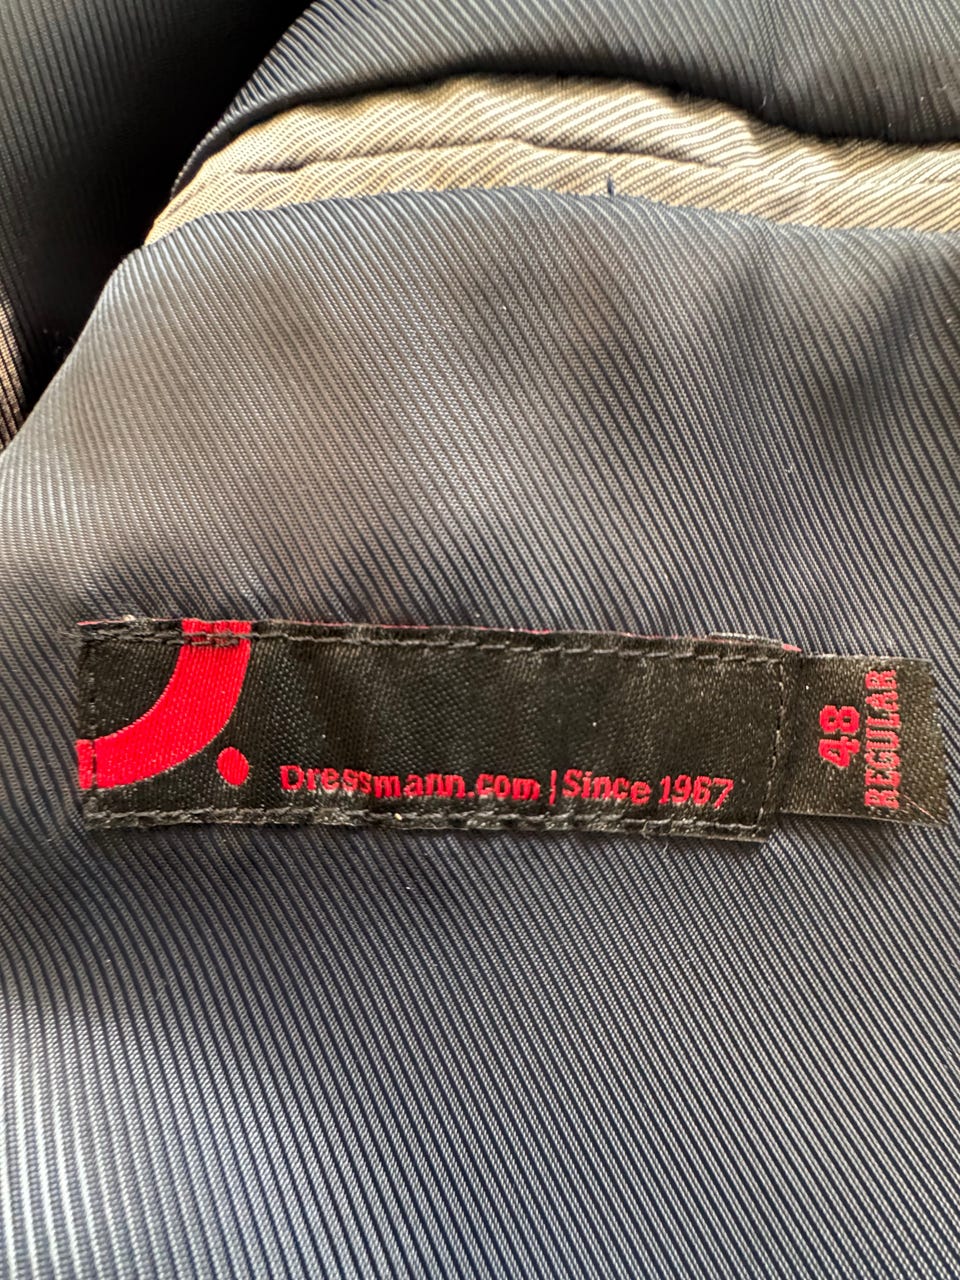 Dressmann.com | Since 1967
48
REGULAR